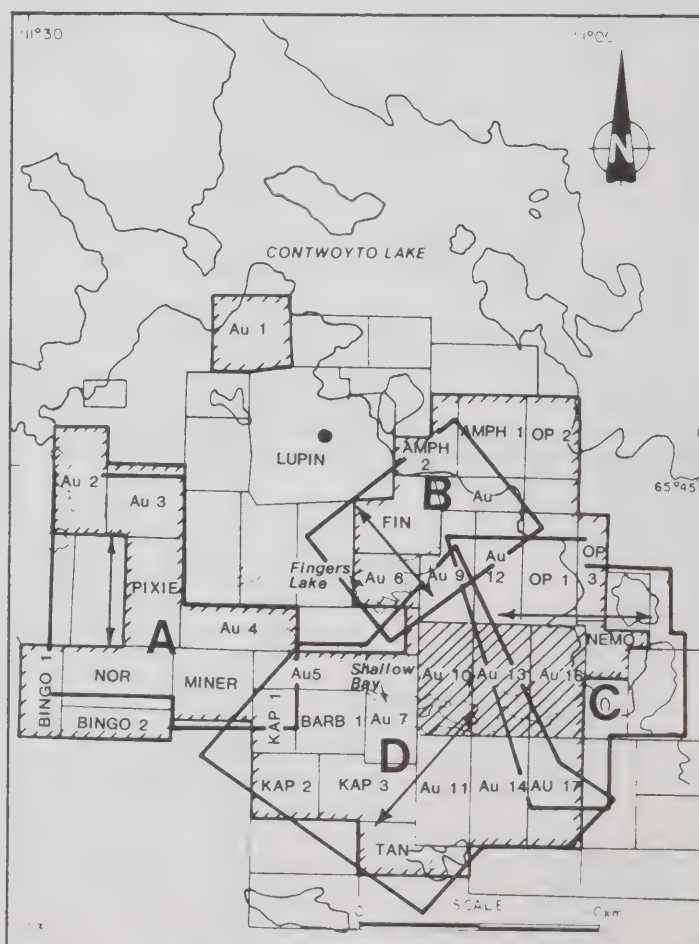 111°30
N
CONTWOYTO LAKE
Au 1
LUPIN
AMPH 1
OP 2
AMPH 2
Au 2
Au 3
65°45
B
Au
FIN
Fingers Lake
Au 6
Au 9
Au 12
OP 1
OP 3
PIXIE
A
Au 4
NEMO
BINGO 1
NOR
MINER
Au5
Shallow Bay
Au 10
Au 13
Au 16
C
BINGO 2
KAP 1
BARB 1
Au 7
D
KAP 2
KAP 3
Au 11
Au 14
AU 17
TAN
SCALE
km